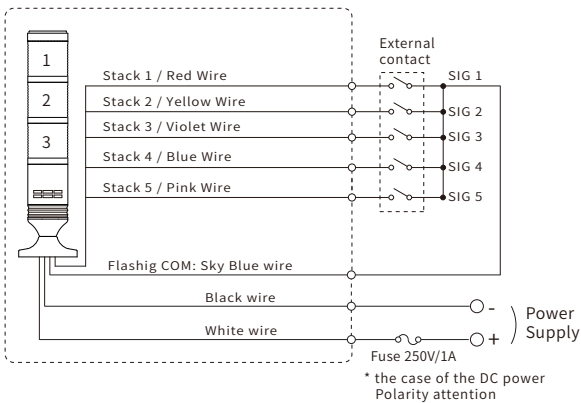 External
contact
1
Stack 1 / Red Wire
SIG 1
2
Stack 2 / Yellow Wire
SIG 2
3
Stack 3 / Violet Wire
SIG 3
Stack 4 / Blue Wire
SIG 4
Stack 5 / Pink Wire
SIG 5
Flashig COM: Sky Blue wire
Black wire
-
White wire
+
Power
Supply
Fuse 250V/1A
* the case of the DC power
Polarity attention